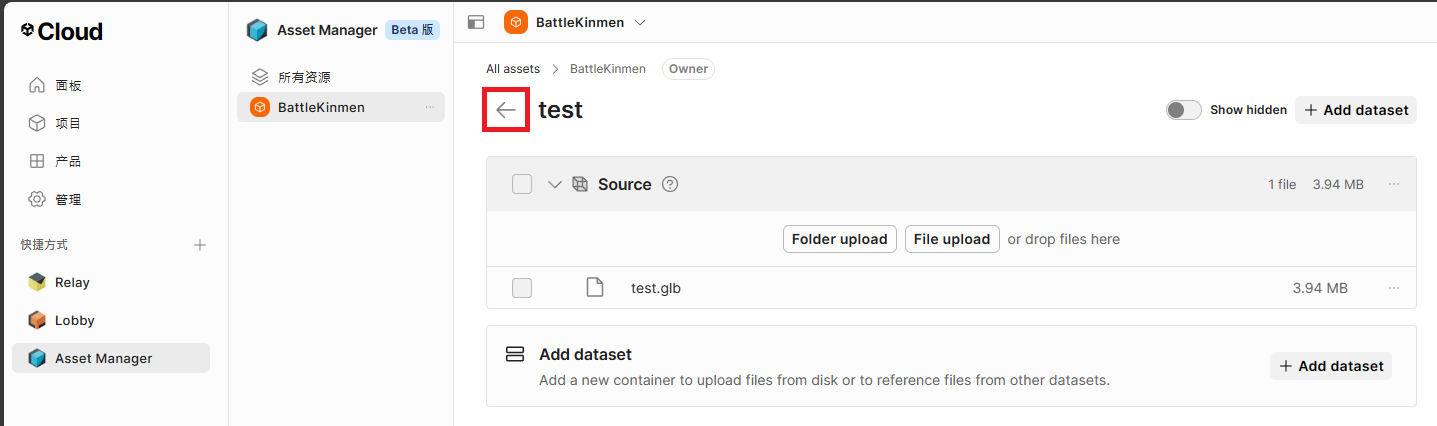 Cloud
面板
项目
产品
管理
快捷方式
Relay
Lobby
Asset Manager
Asset Manager Beta 版
所有资源
BattleKinmen
BattleKinmen
All assets BattleKinmen Owner
test
Show hidden + Add dataset
Source 1 file 3.94 MB
Folder upload File upload or drop files here
test.glb 3.94 MB
Add dataset
Add a new container to upload files from disk or to reference files from other datasets.
+ Add dataset